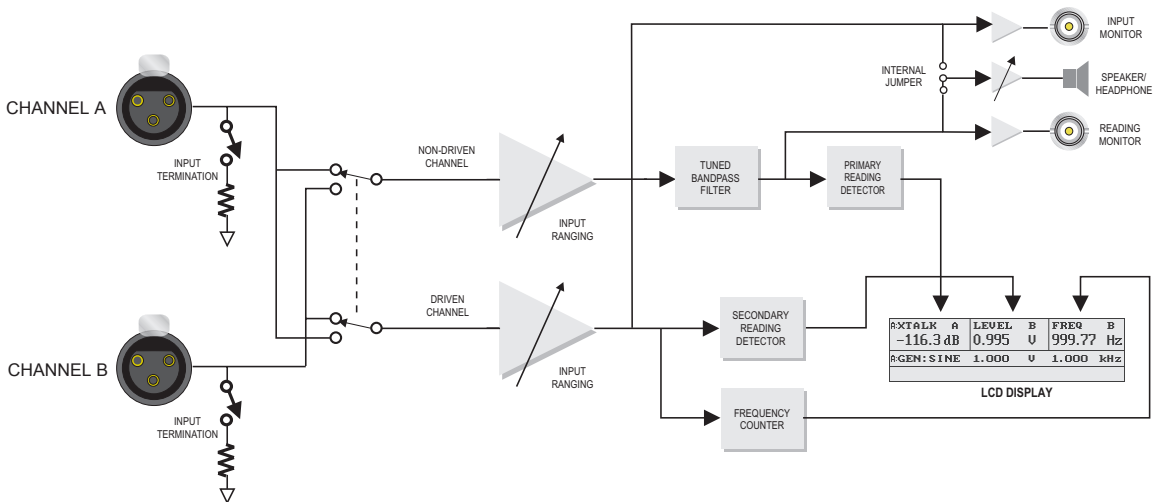 INPUT
MONITOR
INTERNAL
JUMPER
SPEAKER/
HEADPHONE
CHANNEL A
READING
MONITOR
INPUT
TERMINATION
NON-DRIVEN
CHANNEL
TUNED
BANDPASS
FILTER
PRIMARY
READING
DETECTOR
INPUT
RANGING
DRIVEN
CHANNEL
SECONDARY
READING
DETECTOR
A:XTALK A LEVEL B FREQ B
-116.3 dB 0.995 V 999.77 Hz
A:GEN:SINE 1.000 V 1.000 kHz
LCD DISPLAY
CHANNEL B
INPUT
RANGING
INPUT
TERMINATION
FREQUENCY
COUNTER